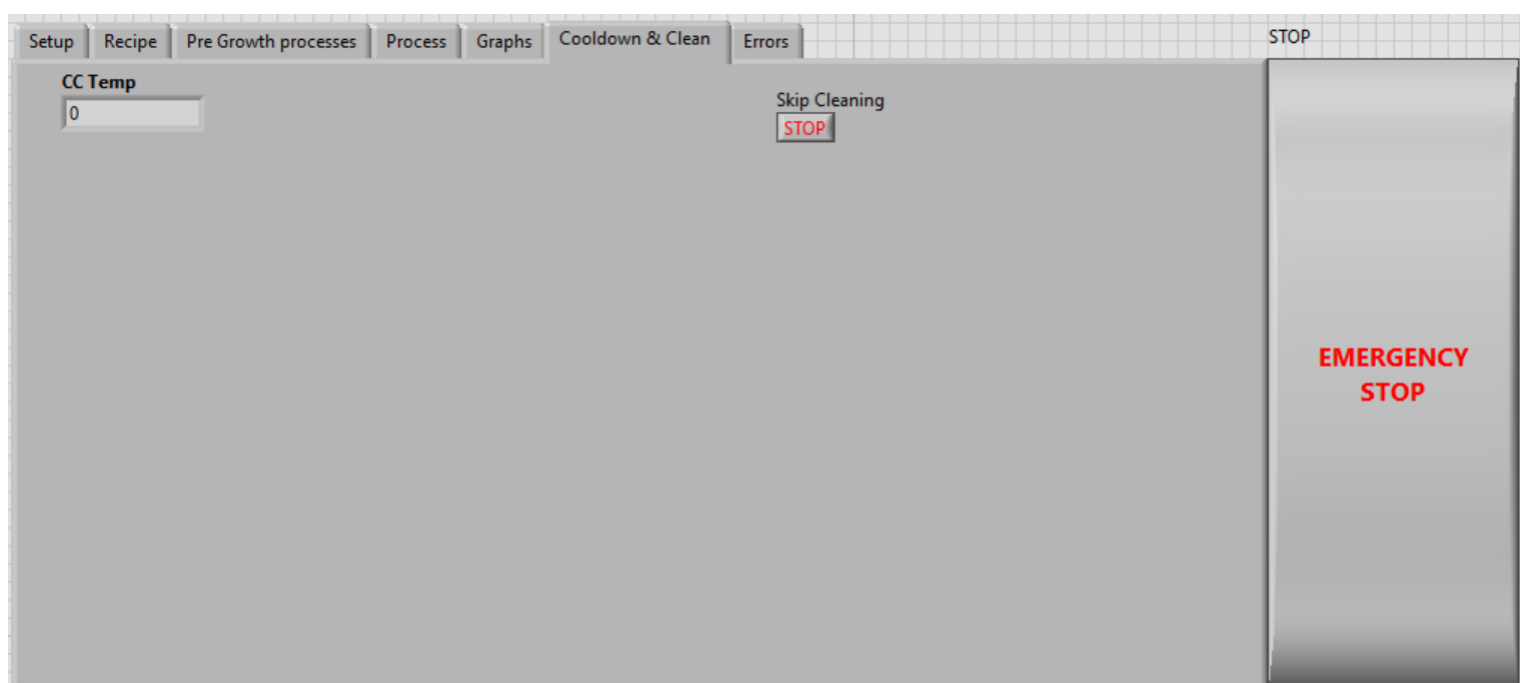 Setup Recipe Pre Growth processes Process Graphs Cooldown & Clean Errors STOP
CC Temp
0
Skip Cleaning
STOP
EMERGENCY
STOP